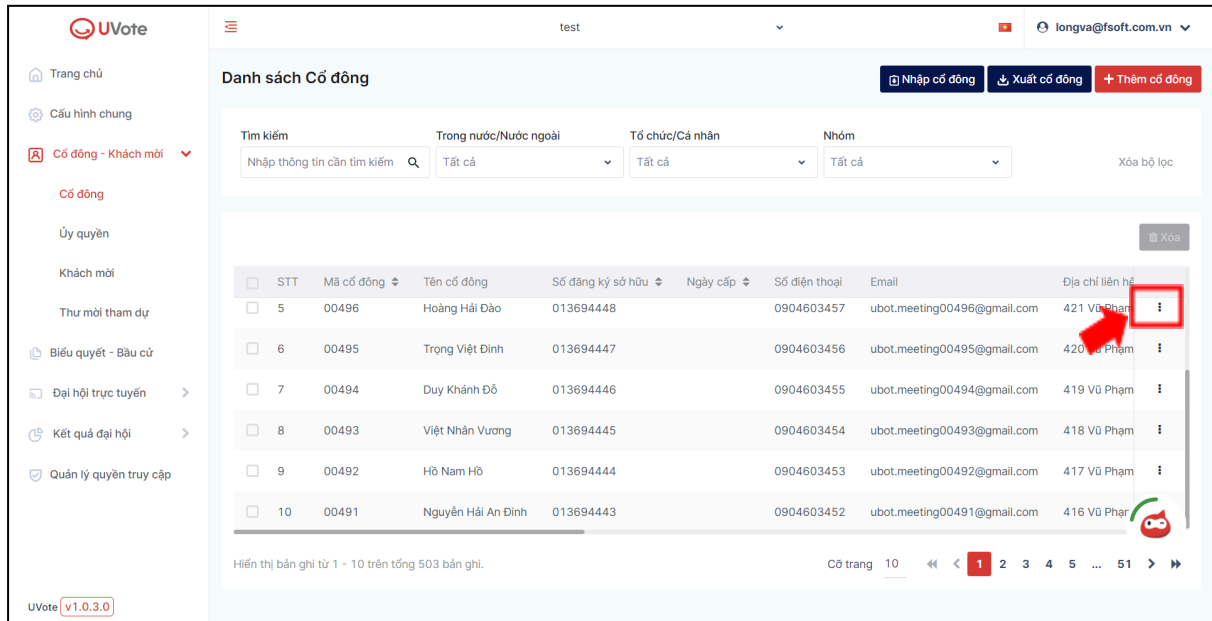 UVote
test
longva@fsoft.com.vn
Trang chủ
Cấu hình chung
Cổ đông - Khách mời
Cổ đông
Ủy quyền
Khách mời
Thư mời tham dự
Biểu quyết - Bầu cử
Đại hội trực tuyến
Kết quả đại hội
Quản lý quyền truy cập
UVote v1.0.3.0
Danh sách Cổ đông
Nhập cổ đông Xuất cổ đông + Thêm cổ đông
Tìm kiếm Trong nước/Nước ngoài Tổ chức/Cá nhân Nhóm
Nhập thông tin cần tìm kiếm Tất cả Tất cả Tất cả Xóa bộ lọc
Xóa
STT Mã cổ đông Tên cổ đông Số đăng ký sở hữu Ngày cấp Số điện thoại Email Địa chỉ liên hệ
5 00496 Hoàng Hải Đào 013694448 0904603457 ubot.meeting00496@gmail.com 421 Vũ Phạm
6 00495 Trọng Việt Đinh 013694447 0904603456 ubot.meeting00495@gmail.com 420 Phạm
7 00494 Duy Khánh Đỗ 013694446 0904603455 ubot.meeting00494@gmail.com 419 Vũ Phạm
8 00493 Việt Nhân Vương 013694445 0904603454 ubot.meeting00493@gmail.com 418 Vũ Phạm
9 00492 Hồ Nam Hồ 013694444 0904603453 ubot.meeting00492@gmail.com 417 Vũ Phạm
10 00491 Nguyễn Hải An Đinh 013694443 0904603452 ubot.meeting00491@gmail.com 416 Vũ
Hiển thị bản ghi từ 1 - 10 trên tổng 503 bản ghi. Cỡ trang 10 1 2 3 4 5 ... 51